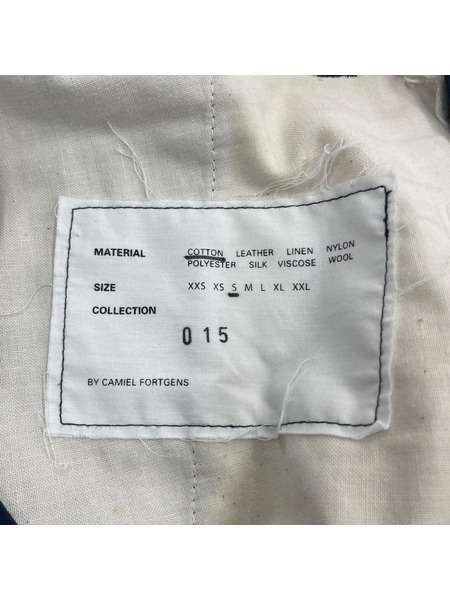 MATERIAL COTTON LEATHER LINEN NYLON
POLYESTER SILK VISCOSE WOOL
SIZE XXS XS S M L XL XXL
COLLECTION
015
BY CAMIEL FORTGENS